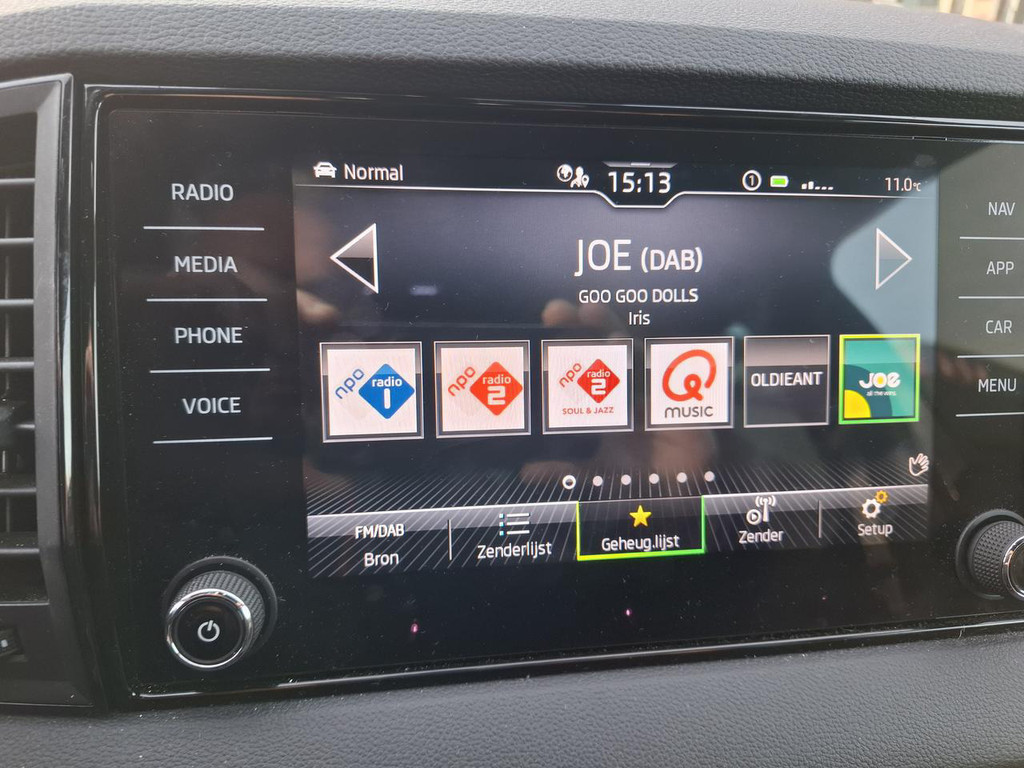 RADIO
MEDIA
PHONE
VOICE
Normal
15:13
1
11.0°C
JOE (DAB)
GOO GOO DOLLS
Iris
npo radio 1
npo radio 2
npo radio 2 SOUL & JAZZ
Q MUSIC
OLDIEANT
JOE
FM/DAB
Bron
Zenderlijst
Geheug.lijst
Zender
Setup
NAV
APP
CAR
MENU